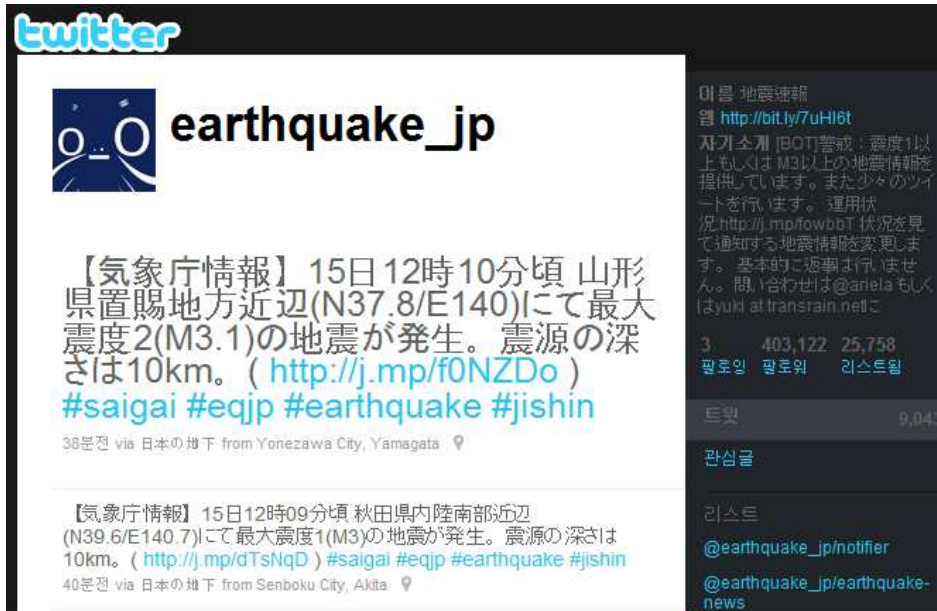 twitter
earthquake_jp
【気象庁情報】15日12時10分頃 山形
県置賜地方近辺(N37.8/E140)にて最大
震度2(M3.1)の地震が発生。震源の深
さは10km。( http://j.mp/f0NZDo )
#saigai #eqjp #earthquake #jishin
38분전 via 日本の地下 from Yonezawa City, Yamagata
【気象庁情報】15日12時09分頃 秋田県内陸南部近辺
(N39.6/E140.7)にて最大震度1(M3)の地震が発生。震源の深さは
10km。( http://j.mp/dTsNqD ) #saigai #eqjp #earthquake #jishin
40분전 via 日本の地下 from Senboku City, Akita
이름 地震速報
웹 http://bit.ly/7uHl6t
자기소개 [BOT]警戒：震度1以
上もしくは M3以上の地震情報を
提供しています。また少々のツイ
ートを行います。 運用状
況:http://j.mp/fowbbT 状況を見
て通知する地震情報を変更しま
す。 基本的に返事は行いませ
ん。問い合わせは@ariela もしく
はyuki at transrain.netに
3 403,122 25,758
팔로잉 팔로워 리스트됨
트윗
관심글
리스트
@earthquake_jp/notifier
@earthquake_jp/earthquake-
news